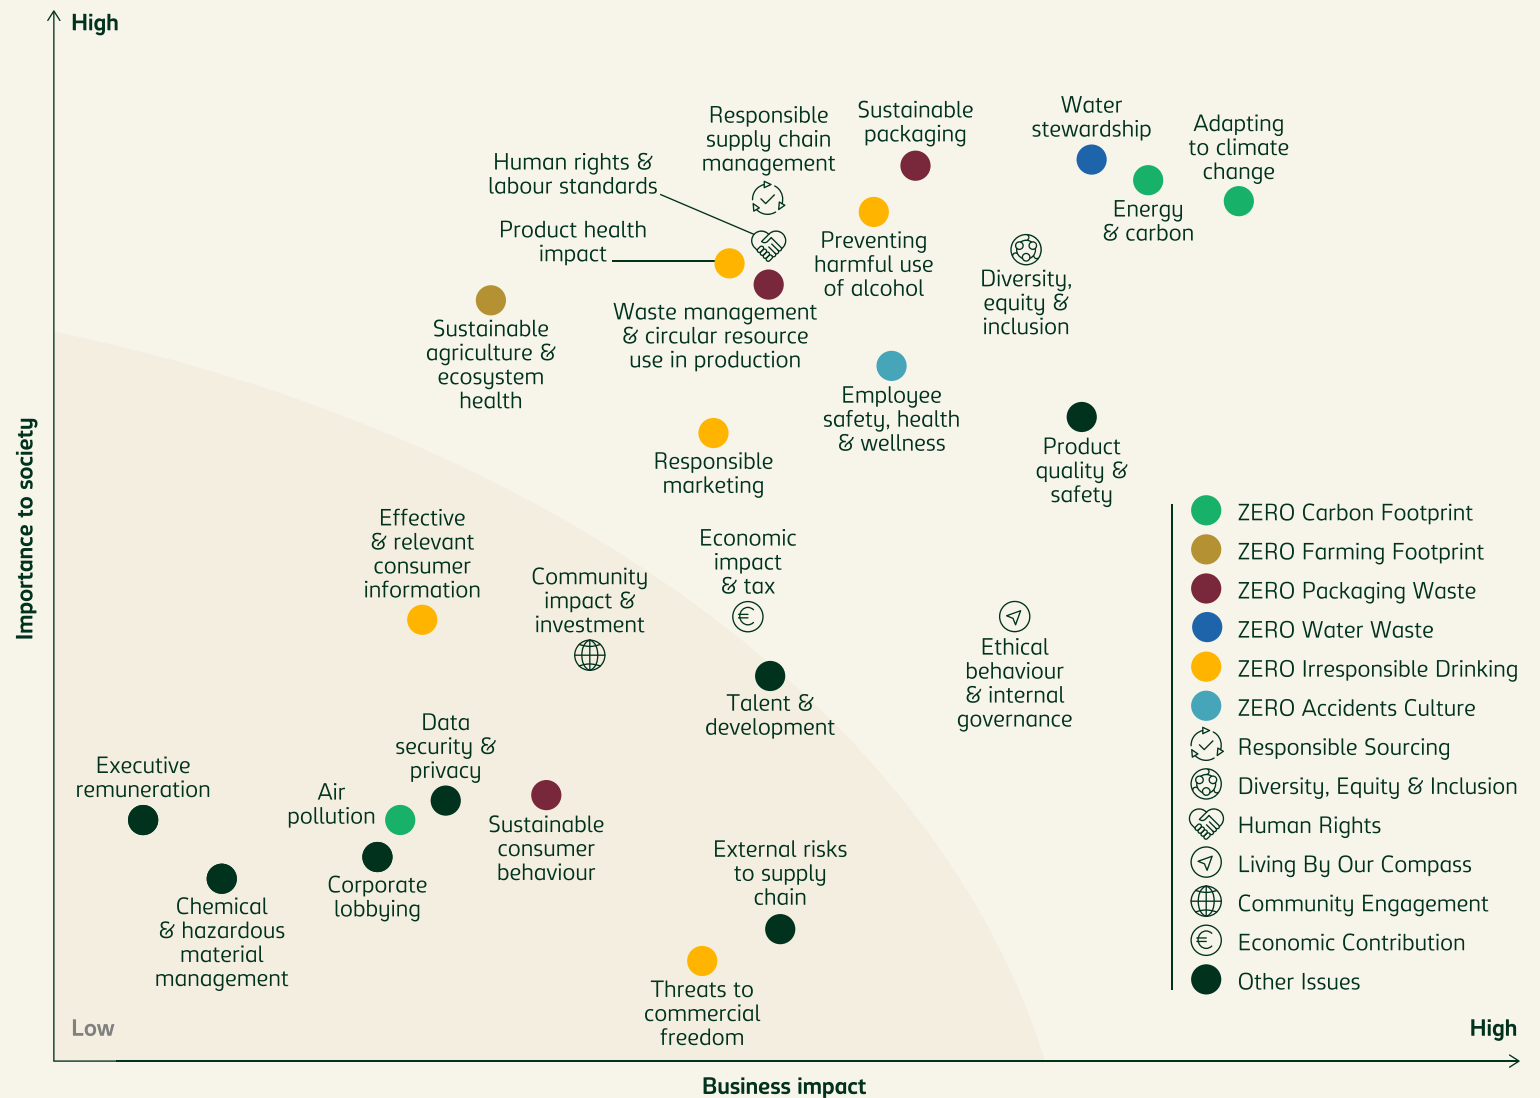 High
Responsible
supply chain
management
Sustainable
packaging
Water
stewardship
Adapting
to climate
change
Human rights &
labour standards
Product health
impact
Energy
& carbon
Preventing
harmful use
of alcohol
Diversity,
equity &
inclusion
Sustainable
agriculture &
ecosystem
health
Waste management
& circular resource
use in production
Employee
safety, health
& wellness
Product
quality &
safety
Responsible
marketing
Importance to society
Effective
& relevant
consumer
information
Community
impact &
investment
Economic
impact
& tax
Ethical
behaviour
& internal
governance
Talent &
development
Data
security &
privacy
Executive
remuneration
Air
pollution
Sustainable
consumer
behaviour
Corporate
lobbying
Chemical
& hazardous
material
management
External risks
to supply
chain
Threats to
commercial
freedom
ZERO Carbon Footprint
ZERO Farming Footprint
ZERO Packaging Waste
ZERO Water Waste
ZERO Irresponsible Drinking
ZERO Accidents Culture
Responsible Sourcing
Diversity, Equity & Inclusion
Human Rights
Living By Our Compass
Community Engagement
€ Economic Contribution
Other Issues
Low
High
Business impact